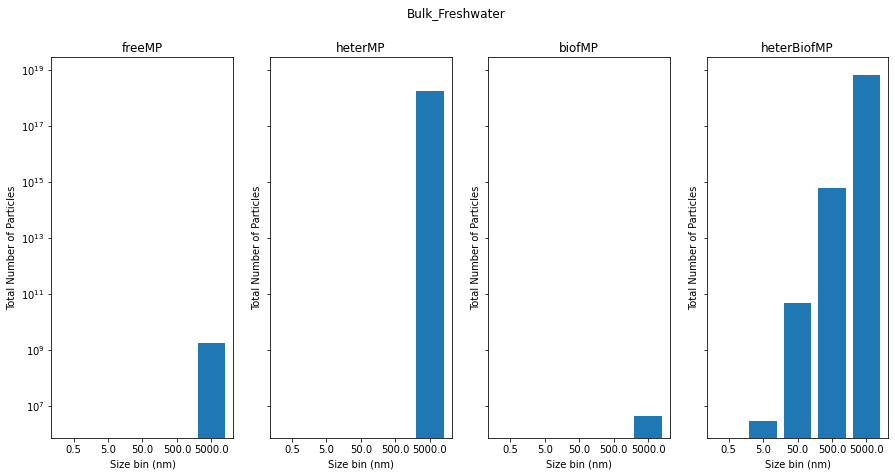 Bulk_Freshwater
freeMP
heterMP
biofMP
heterBiofMP
Total Number of Particles
10^19
10^17
10^15
10^13
10^11
10^9
10^7
0.5 5.0 50.0 500.0 5000.0
Size bin (nm)
Total Number of Particles
0.5 5.0 50.0 500.0 5000.0
Size bin (nm)
Total Number of Particles
0.5 5.0 50.0 500.0 5000.0
Size bin (nm)
Total Number of Particles
0.5 5.0 50.0 500.0 5000.0
Size bin (nm)